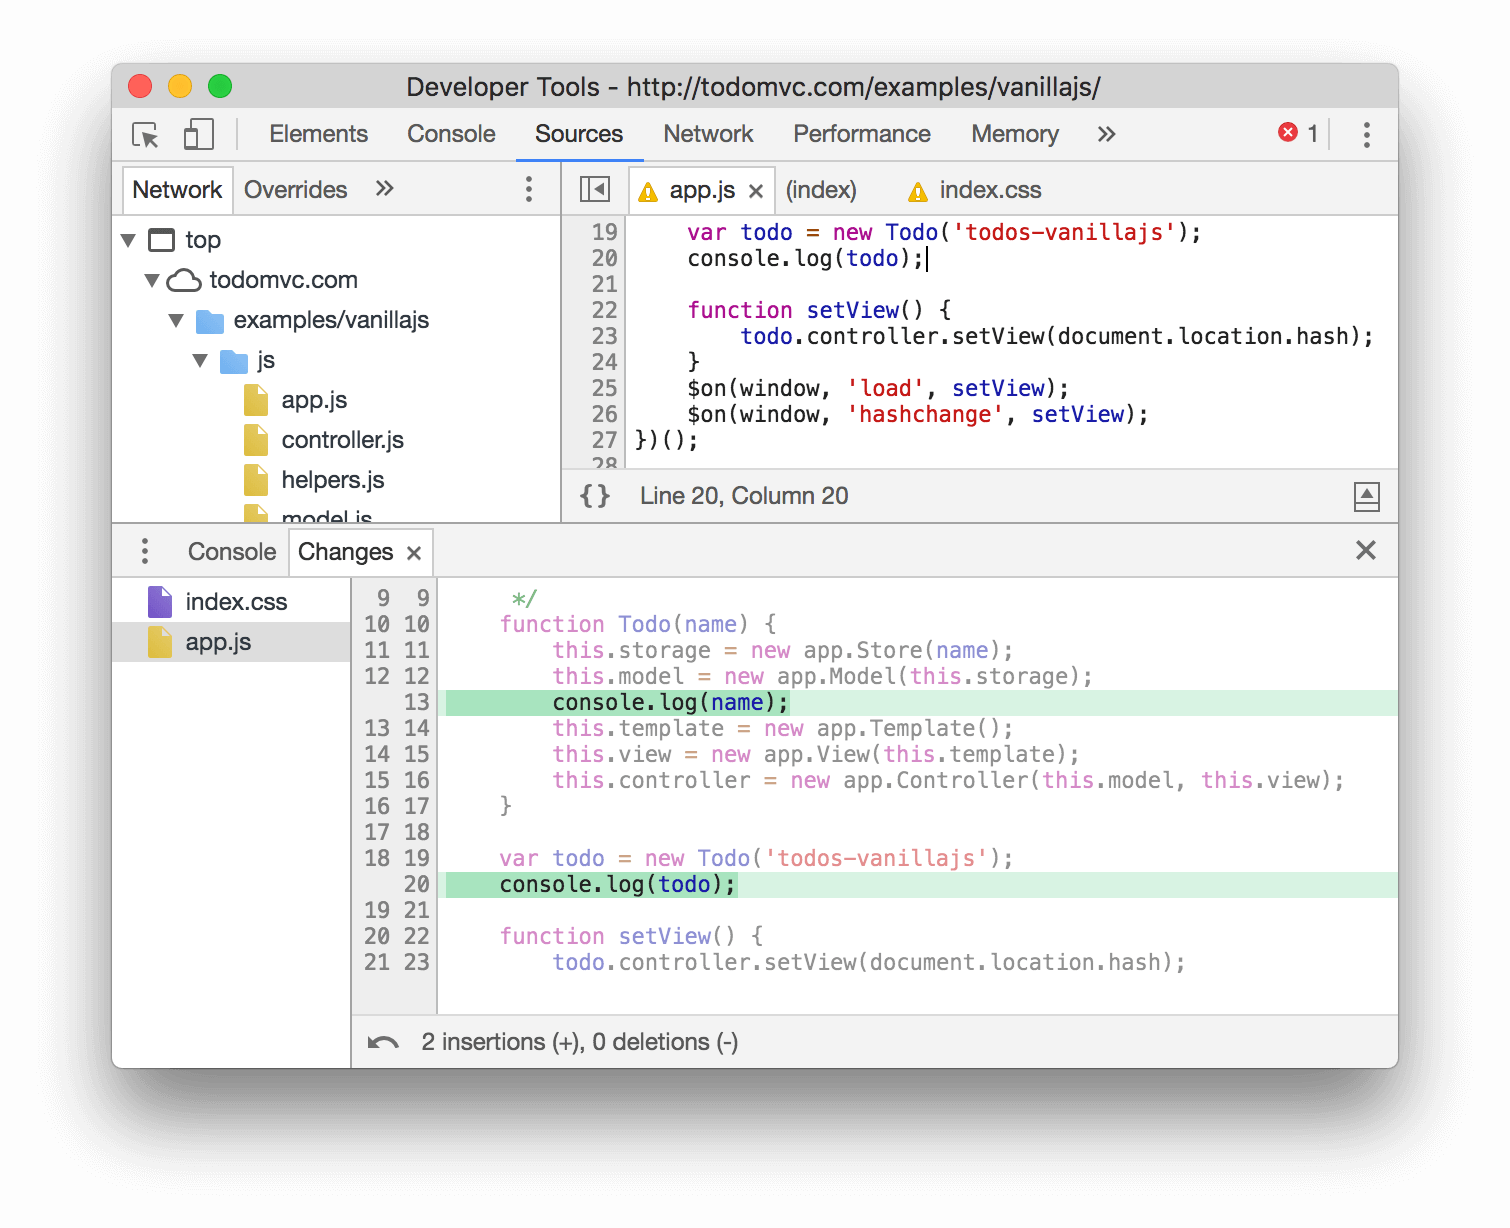 Developer Tools - http://todomvc.com/examples/vanillajs/
Elements Console Sources Network Performance Memory » 1
Network Overrides »
app.js × (index) index.css
top
todomvc.com
examples/vanillajs
js
app.js
controller.js
helpers.js
model.js
19     var todo = new Todo('todos-vanillajs');
20     console.log(todo);
21
22     function setView() {
23         todo.controller.setView(document.location.hash);
24     }
25     $on(window, 'load', setView);
26     $on(window, 'hashchange', setView);
27 })();
28
{} Line 20, Column 20
Console Changes ×
index.css
app.js
9 9      */
10 10     function Todo(name) {
11 11         this.storage = new app.Store(name);
12 12         this.model = new app.Model(this.storage);
13         console.log(name);
13 14         this.template = new app.Template();
14 15         this.view = new app.View(this.template);
15 16         this.controller = new app.Controller(this.model, this.view);
16 17     }
17 18
18 19     var todo = new Todo('todos-vanillajs');
20     console.log(todo);
19 21
20 22     function setView() {
21 23         todo.controller.setView(document.location.hash);
2 insertions (+), 0 deletions (-)